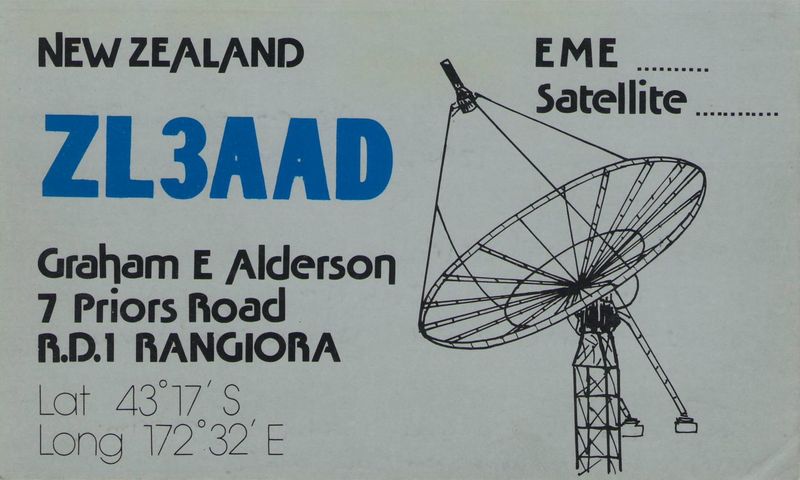 NEW ZEALAND
ZL3AAD
Graham E Alderson
7 Priors Road
R.D.1 RANGIORA
Lat 43°17' S
Long 172°32' E
EME ..........
Satellite ............